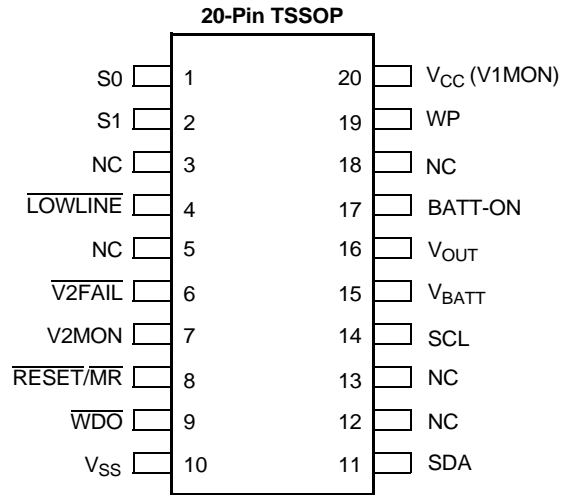 20-Pin TSSOP
S0 1 20 VCC (V1MON)
S1 2 19 WP
NC 3 18 NC
LOWLINE 4 17 BATT-ON
NC 5 16 VOUT
V2FAIL 6 15 VBATT
V2MON 7 14 SCL
RESET/MR 8 13 NC
WDO 9 12 NC
VSS 10 11 SDA